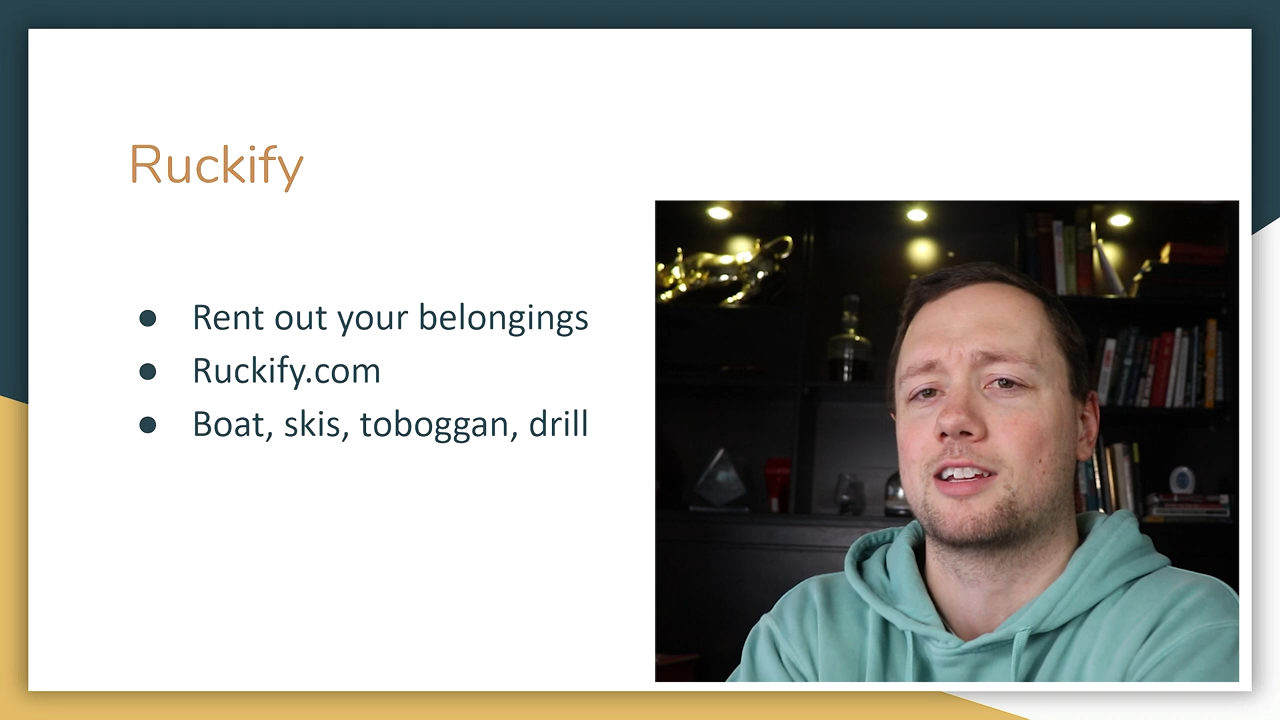 Ruckify
● Rent out your belongings
● Ruckify.com
● Boat, skis, toboggan, drill